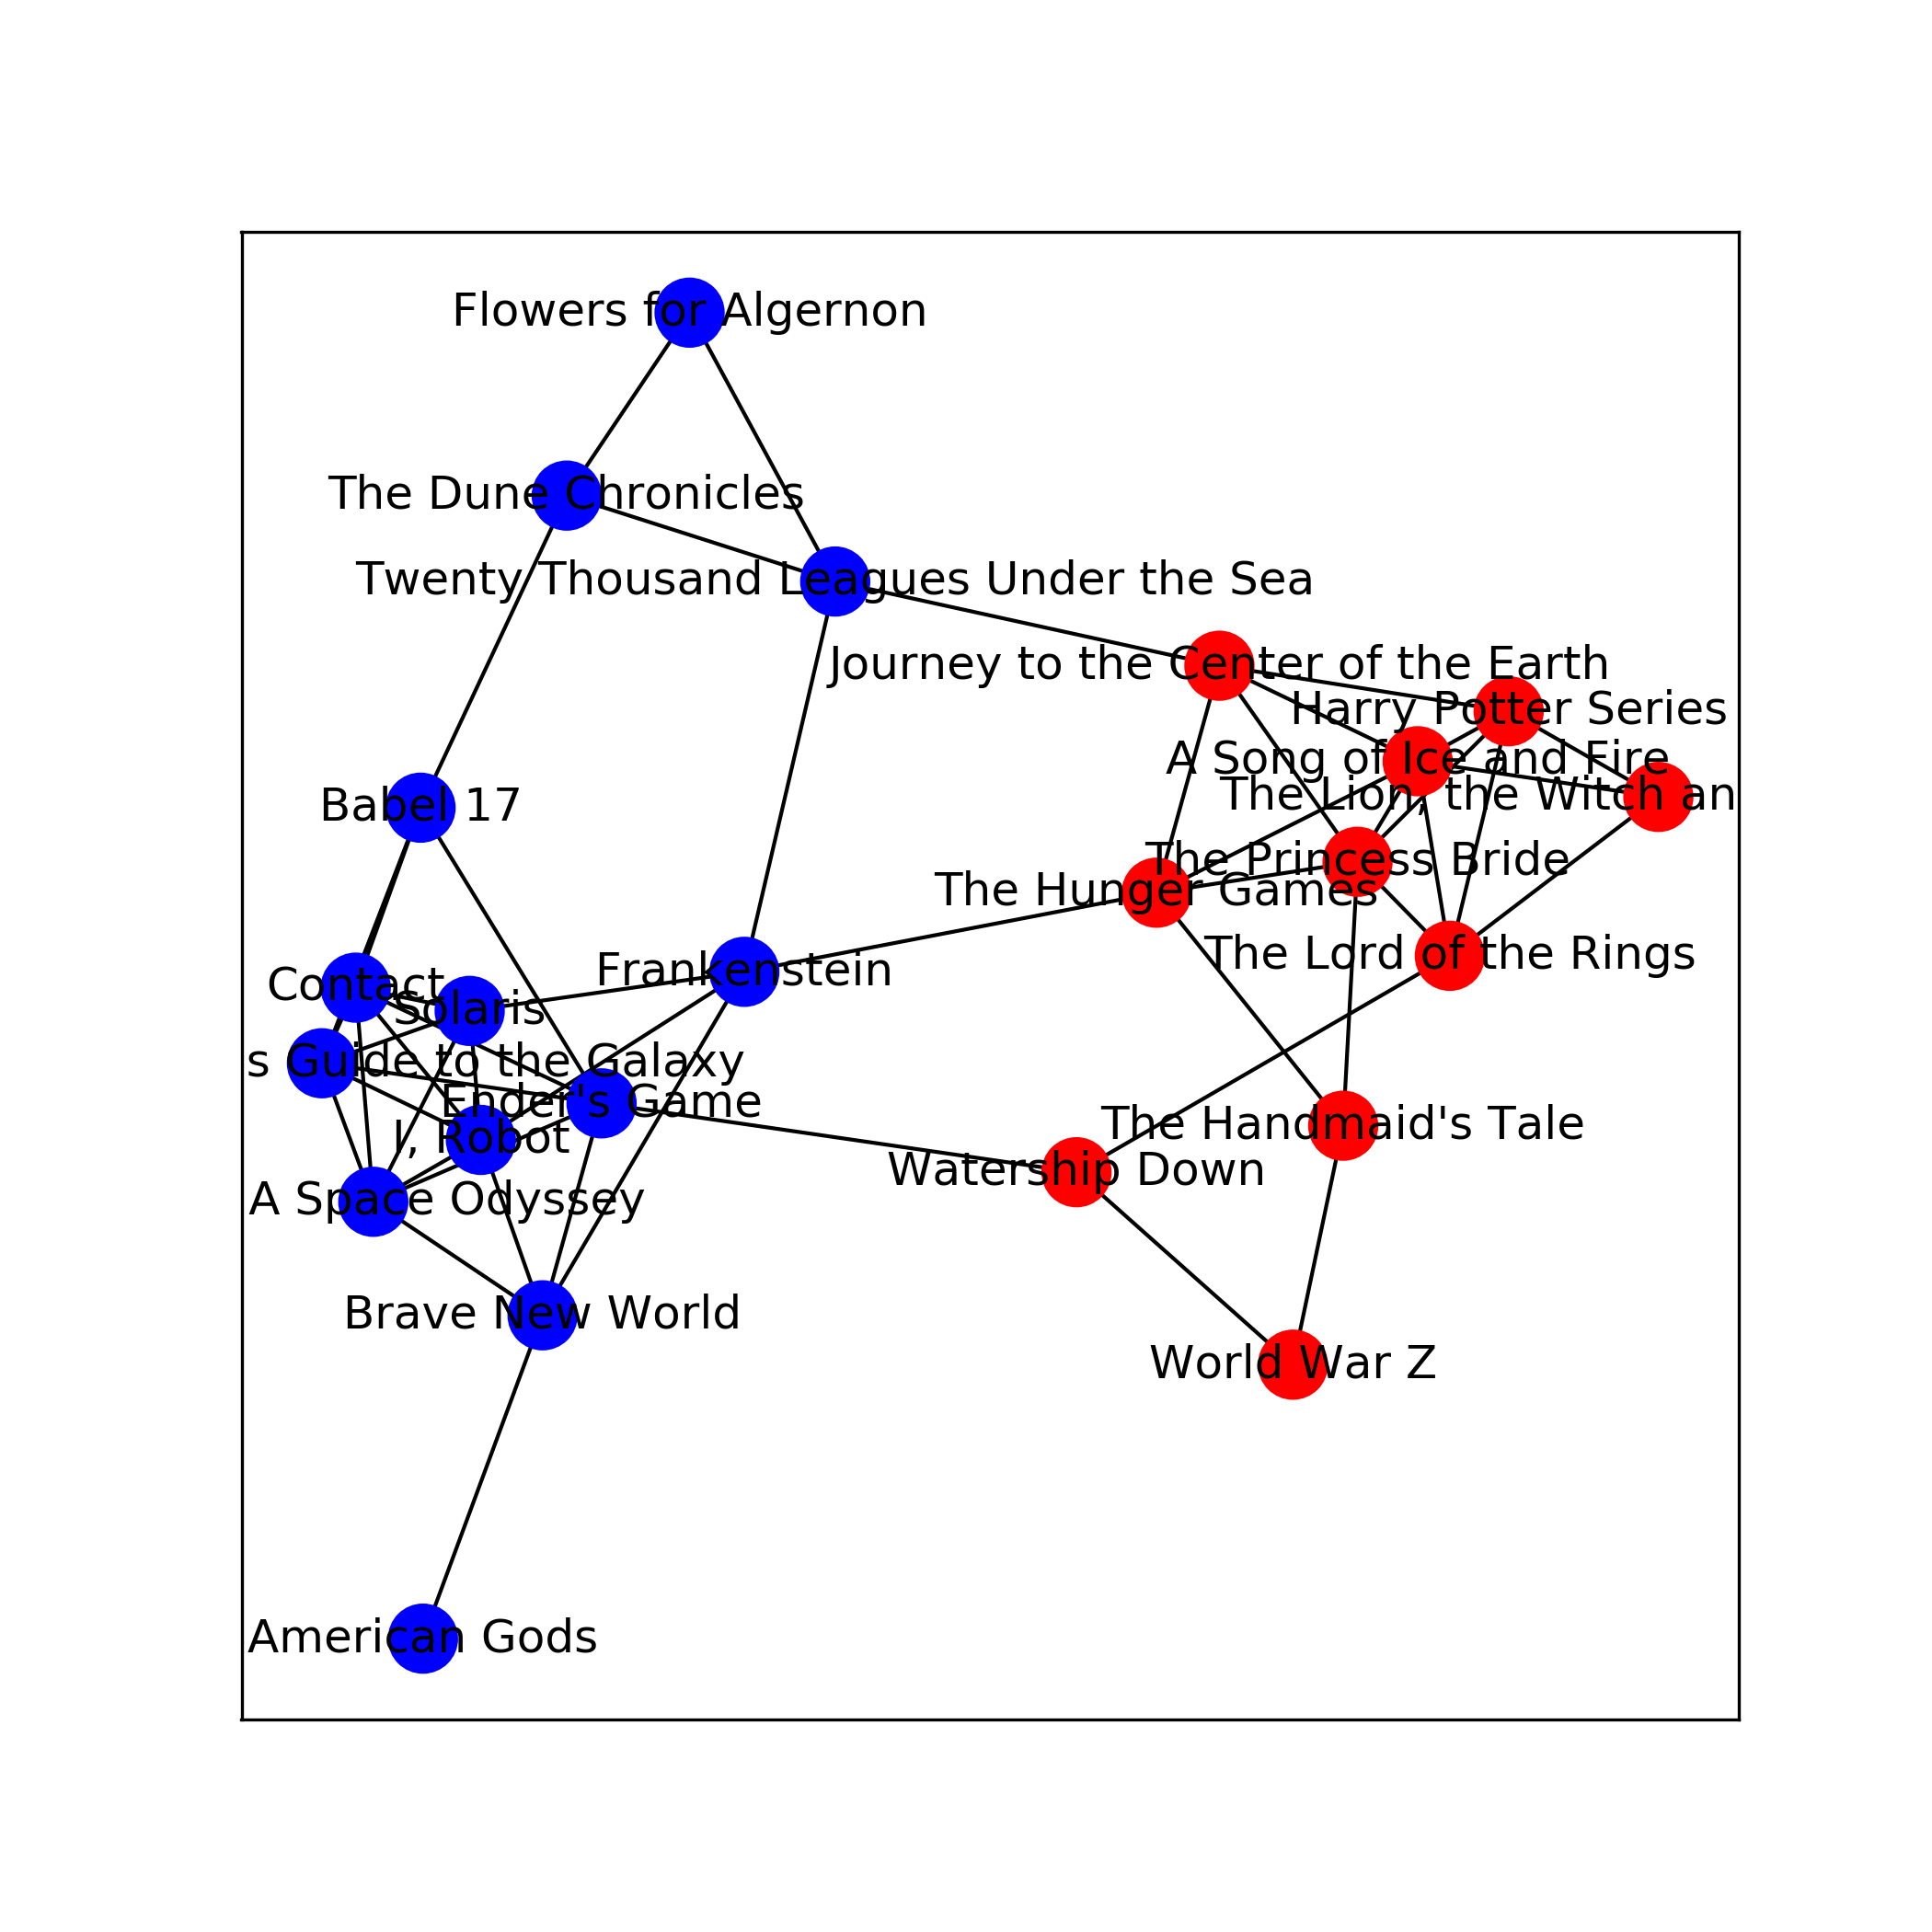 Flowers for Algernon
The Dune Chronicles
Twenty Thousand Leagues Under the Sea
Journey to the Center of the Earth
Harry Potter Series
A Song of Ice and Fire
The Lion, the Witch an
Babel 17
The Princess Bride
The Hunger Games
The Lord of the Rings
Frankenstein
Contact
Solaris
s Guide to the Galaxy
Ender's Game
The Handmaid's Tale
I, Robot
Watership Down
A Space Odyssey
Brave New World
World War Z
American Gods